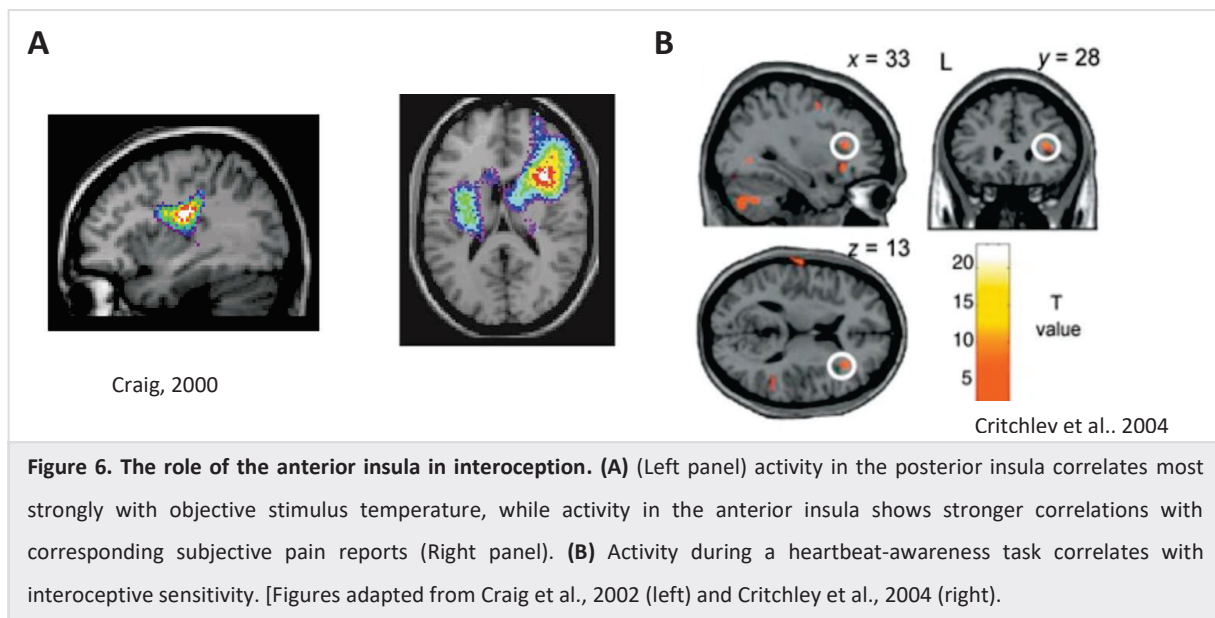 A
B
x = 33
L
y = 28
z = 13
20
15
10
5
T
value
Craig, 2000
Critchley et al.. 2004
Figure 6. The role of the anterior insula in interoception. (A) (Left panel) activity in the posterior insula correlates most
strongly with objective stimulus temperature, while activity in the anterior insula shows stronger correlations with
corresponding subjective pain reports (Right panel). (B) Activity during a heartbeat-awareness task correlates with
interoceptive sensitivity. [Figures adapted from Craig et al., 2002 (left) and Critchley et al., 2004 (right).